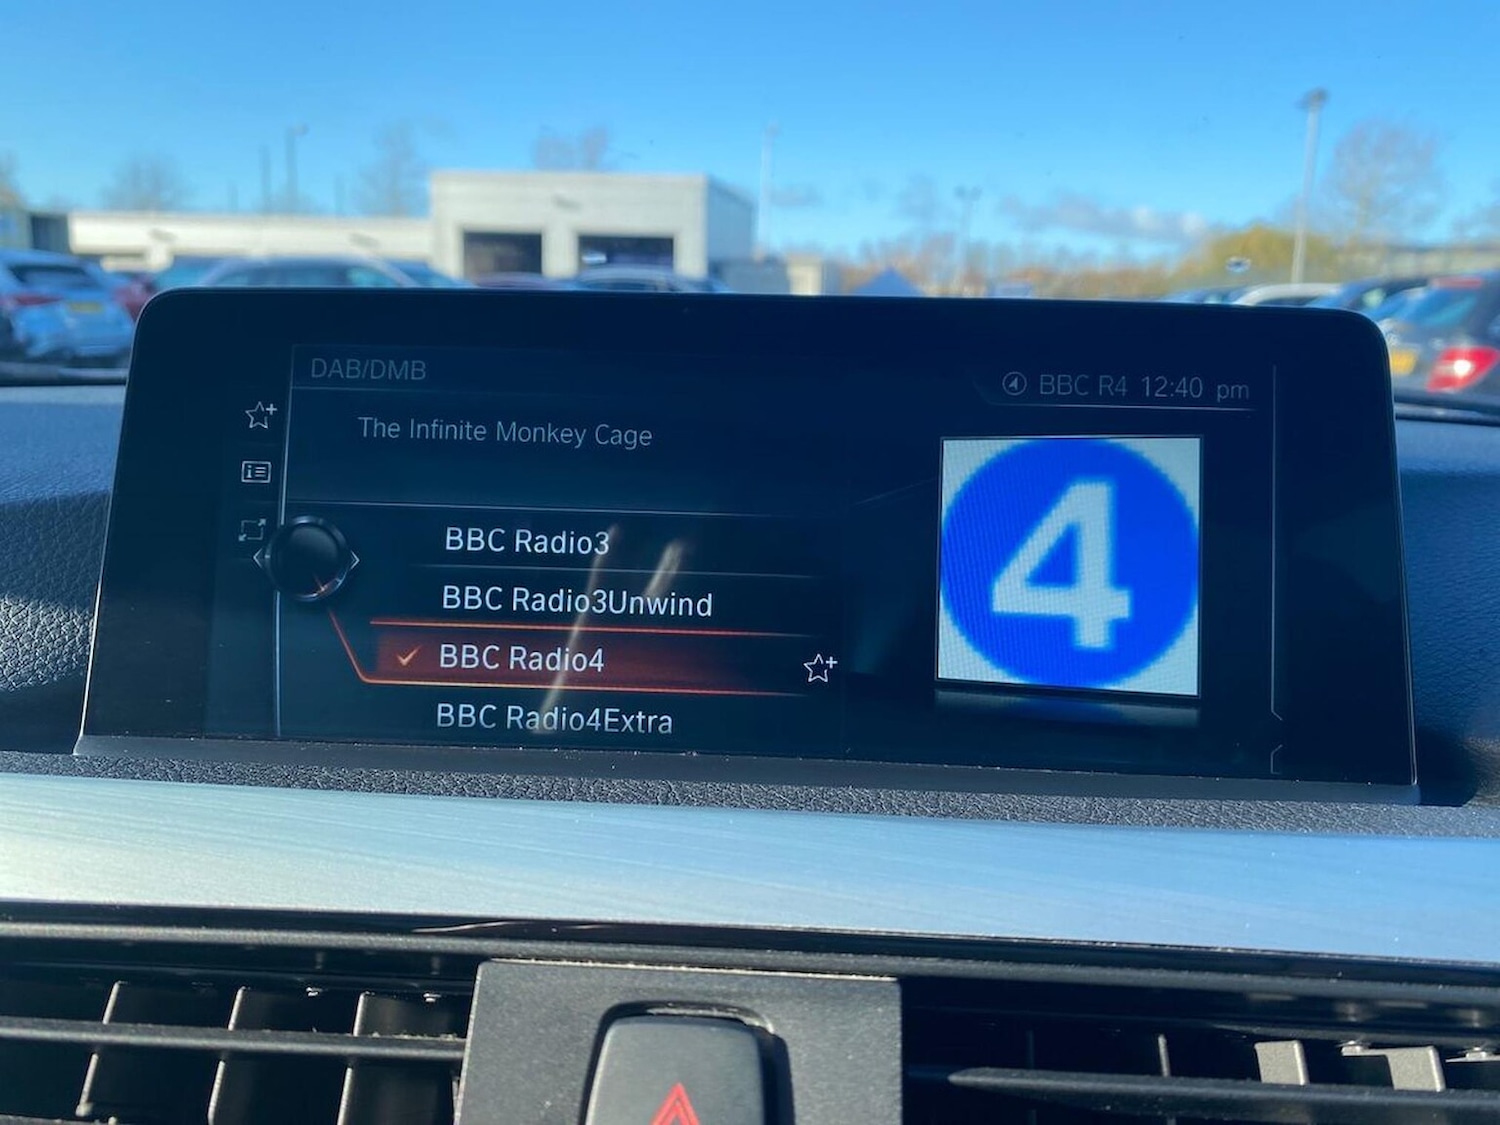 DAB/DMB
BBC R4 12:40 pm
The Infinite Monkey Cage
BBC Radio3
BBC Radio3Unwind
BBC Radio4
BBC Radio4Extra
4